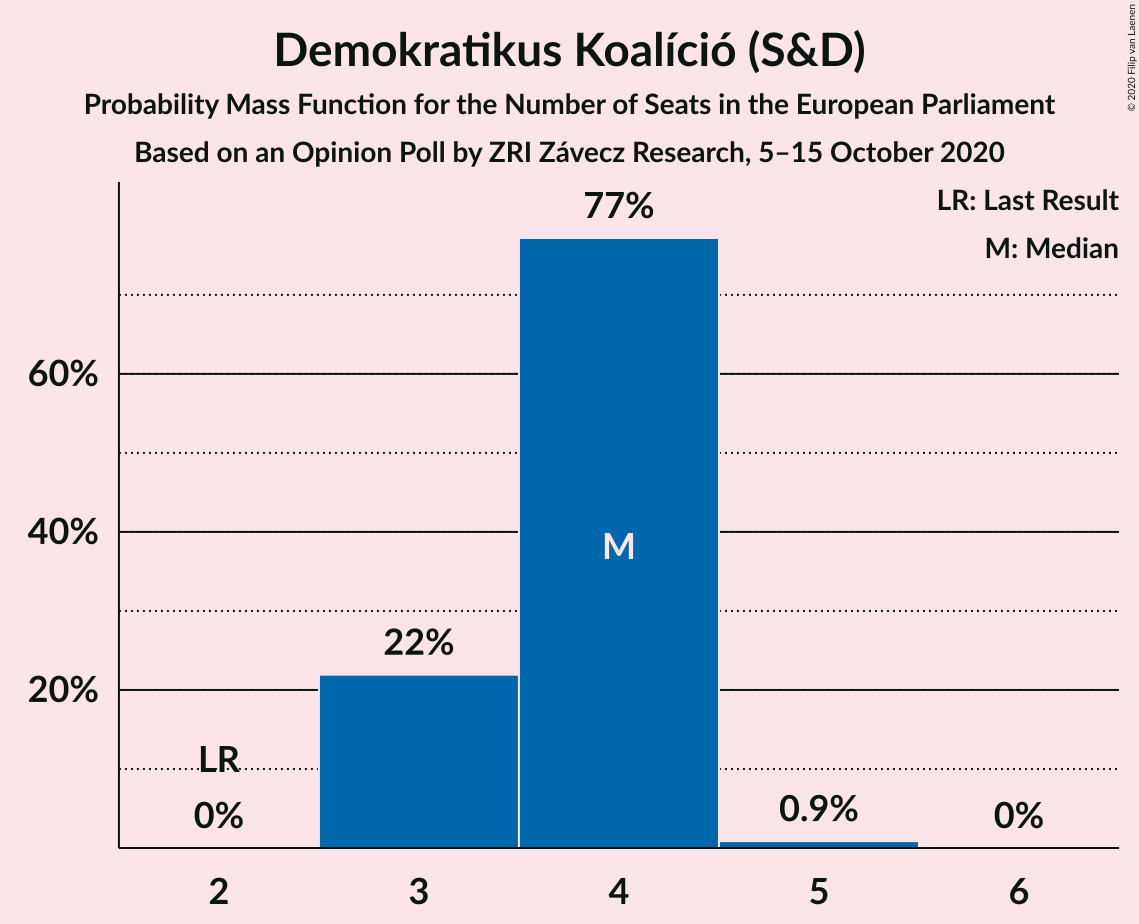 Demokratikus Koalíció (S&D)
Probability Mass Function for the Number of Seats in the European Parliament
Based on an Opinion Poll by ZRI Závecz Research, 5–15 October 2020
© 2020 Filip van Laenen
LR: Last Result
M: Median
77%
60%
40%
M
22%
20%
LR
0%
0.9%
0%
2 3 4 5 6